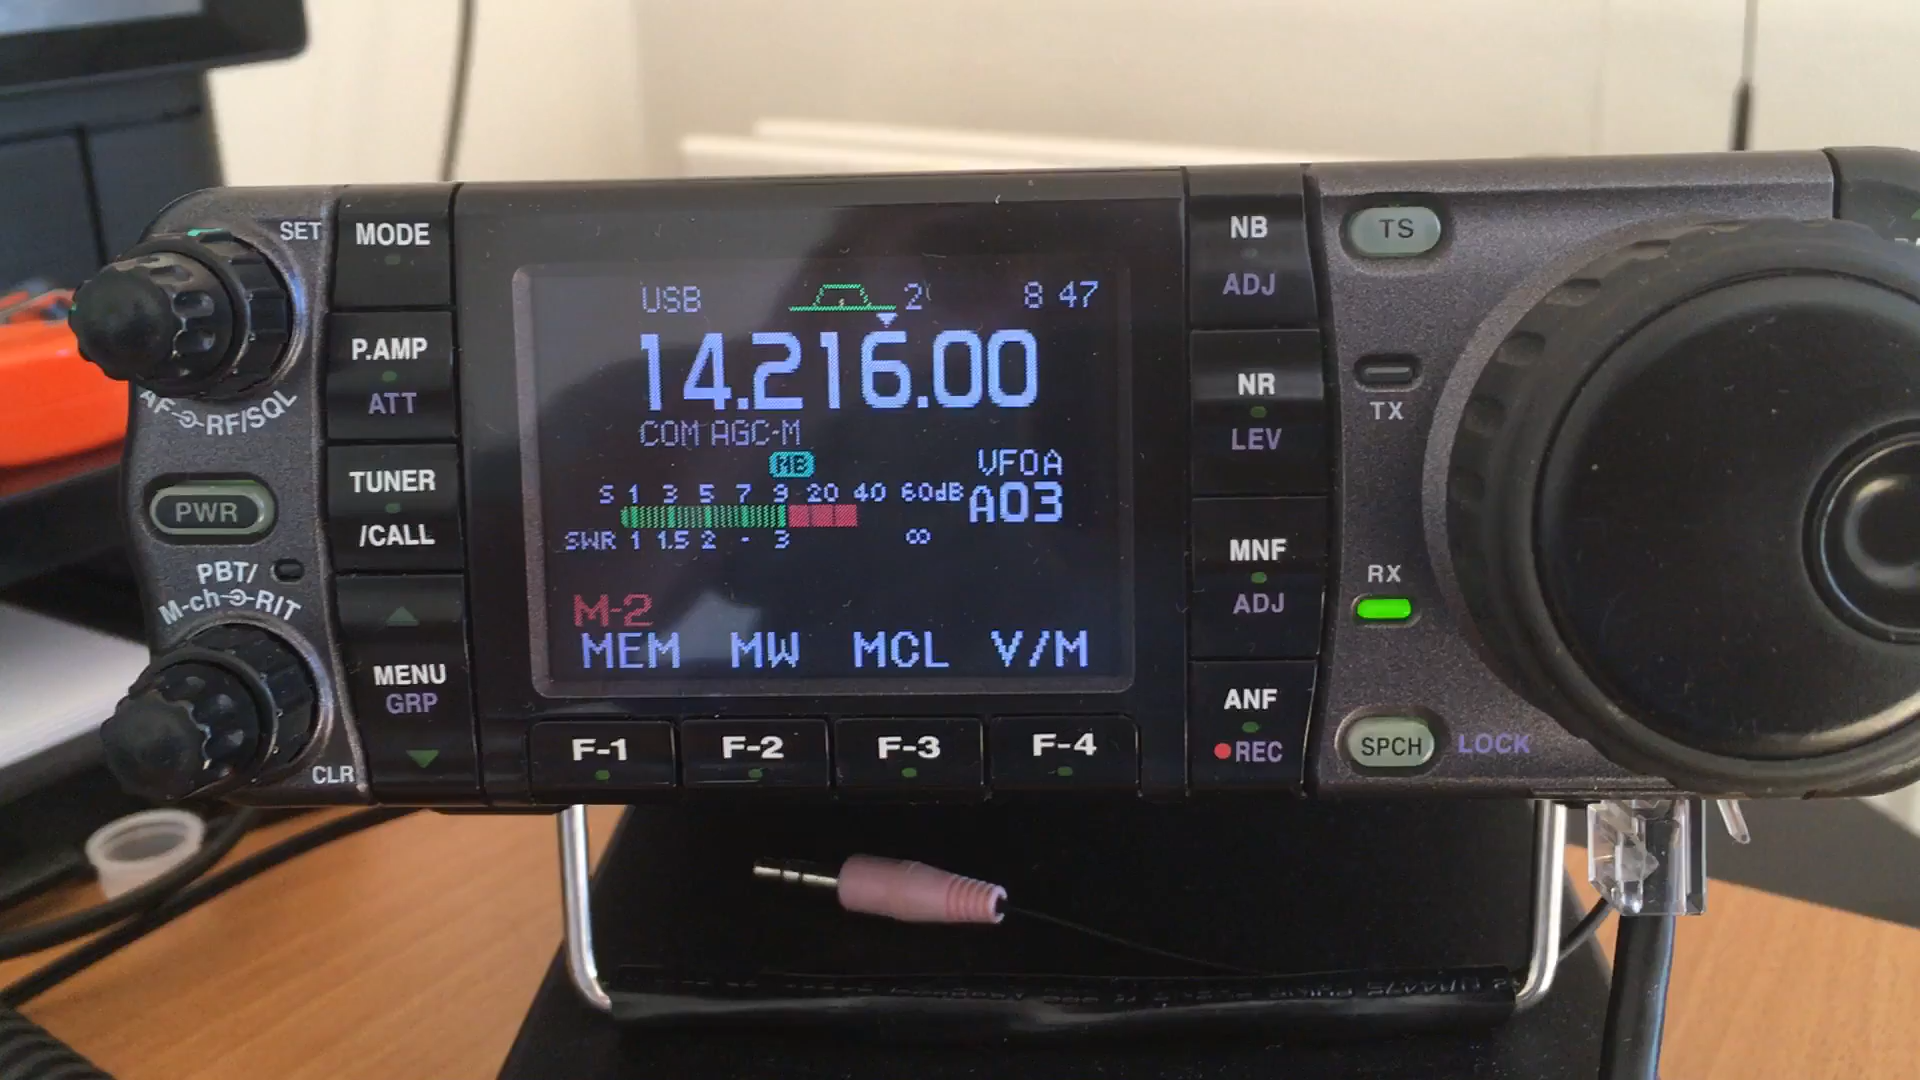 SET
MODE
P.AMP
ATT
AF RF/SQL
TUNER
/CALL
PWR
PBT/
M-ch RIT
MENU
GRP
CLR
USB 2 8 47
14.216.00
COM AGC-M
NB
VFOA
S 1 3 5 7 9 20 40 60dB A03
SWR 1 1.5 2 - 3 ∞
M-2
MEM MW MCL V/M
F-1 F-2 F-3 F-4
NB
ADJ
NR
LEV
MNF
ADJ
ANF
REC
TS
TX
RX
SPCH LOCK